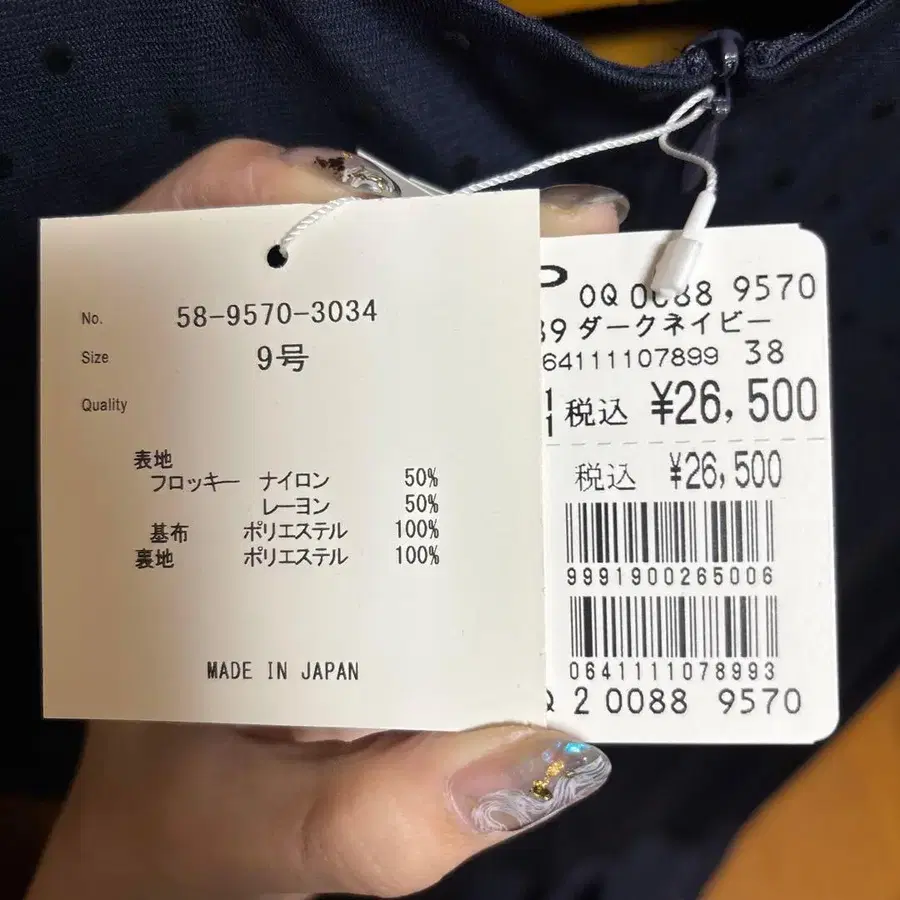 No. 58-9570-3034
Size 9号
Quality
表地
フロッキー ナイロン 50%
レーヨン 50%
基布 ポリエステル 100%
裏地 ポリエステル 100%
MADE IN JAPAN
P
0Q 0088 9570
39 ダークネイビー
64111107899 38
税込 ¥26,500
税込 ¥26,500
9991900265006
0641111078993
Q 2 0088 9570